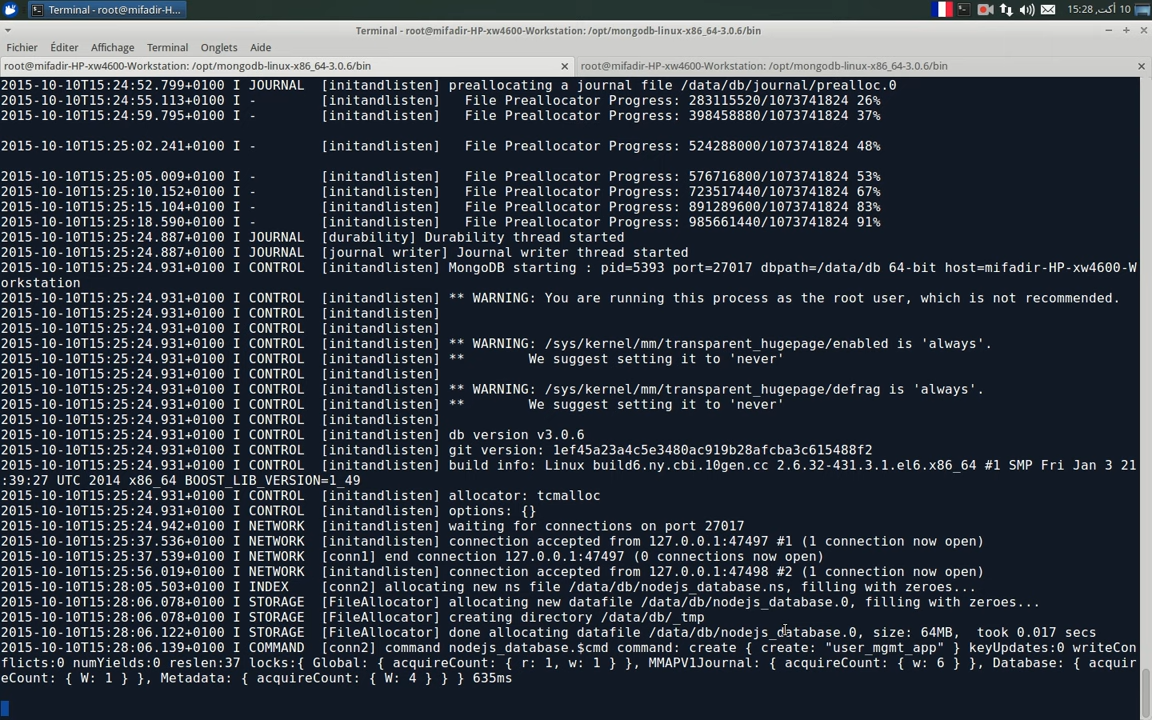 Terminal - root@mifadir-HP-xw4...
10 أكت, 15:28
Terminal - root@mifadir-HP-xw4600-Workstation: /opt/mongodb-linux-x86_64-3.0.6/bin
Fichier Éditer Affichage Terminal Onglets Aide
root@mifadir-HP-xw4600-Workstation: /opt/mongodb-linux-x86_64-3.0.6/bin
root@mifadir-HP-xw4600-Workstation: /opt/mongodb-linux-x86_64-3.0.6/bin
2015-10-10T15:24:52.799+0100 I JOURNAL  [initandlisten] preallocating a journal file /data/db/journal/prealloc.0
2015-10-10T15:24:55.113+0100 I -        [initandlisten]   File Preallocator Progress: 283115520/1073741824 26%
2015-10-10T15:24:59.795+0100 I -        [initandlisten]   File Preallocator Progress: 398458880/1073741824 37%
2015-10-10T15:25:02.241+0100 I -        [initandlisten]   File Preallocator Progress: 524288000/1073741824 48%
2015-10-10T15:25:05.009+0100 I -        [initandlisten]   File Preallocator Progress: 576716800/1073741824 53%
2015-10-10T15:25:10.152+0100 I -        [initandlisten]   File Preallocator Progress: 723517440/1073741824 67%
2015-10-10T15:25:15.104+0100 I -        [initandlisten]   File Preallocator Progress: 891289600/1073741824 83%
2015-10-10T15:25:18.590+0100 I -        [initandlisten]   File Preallocator Progress: 985661440/1073741824 91%
2015-10-10T15:25:24.887+0100 I JOURNAL  [durability] Durability thread started
2015-10-10T15:25:24.887+0100 I JOURNAL  [journal writer] Journal writer thread started
2015-10-10T15:25:24.931+0100 I CONTROL  [initandlisten] MongoDB starting : pid=5393 port=27017 dbpath=/data/db 64-bit host=mifadir-HP-xw4600-W
orkstation
2015-10-10T15:25:24.931+0100 I CONTROL  [initandlisten] ** WARNING: You are running this process as the root user, which is not recommended.
2015-10-10T15:25:24.931+0100 I CONTROL  [initandlisten]
2015-10-10T15:25:24.931+0100 I CONTROL  [initandlisten]
2015-10-10T15:25:24.931+0100 I CONTROL  [initandlisten] ** WARNING: /sys/kernel/mm/transparent_hugepage/enabled is 'always'.
2015-10-10T15:25:24.931+0100 I CONTROL  [initandlisten] **        We suggest setting it to 'never'
2015-10-10T15:25:24.931+0100 I CONTROL  [initandlisten]
2015-10-10T15:25:24.931+0100 I CONTROL  [initandlisten] ** WARNING: /sys/kernel/mm/transparent_hugepage/defrag is 'always'.
2015-10-10T15:25:24.931+0100 I CONTROL  [initandlisten] **        We suggest setting it to 'never'
2015-10-10T15:25:24.931+0100 I CONTROL  [initandlisten]
2015-10-10T15:25:24.931+0100 I CONTROL  [initandlisten] db version v3.0.6
2015-10-10T15:25:24.931+0100 I CONTROL  [initandlisten] git version: 1ef45a23a4c5e3480ac919b28afcba3c615488f2
2015-10-10T15:25:24.931+0100 I CONTROL  [initandlisten] build info: Linux build6.ny.cbi.10gen.cc 2.6.32-431.3.1.el6.x86_64 #1 SMP Fri Jan 3 21
:39:27 UTC 2014 x86_64 BOOST_LIB_VERSION=1_49
2015-10-10T15:25:24.931+0100 I CONTROL  [initandlisten] allocator: tcmalloc
2015-10-10T15:25:24.931+0100 I CONTROL  [initandlisten] options: {}
2015-10-10T15:25:24.942+0100 I NETWORK  [initandlisten] waiting for connections on port 27017
2015-10-10T15:25:37.536+0100 I NETWORK  [initandlisten] connection accepted from 127.0.0.1:47497 #1 (1 connection now open)
2015-10-10T15:25:37.539+0100 I NETWORK  [conn1] end connection 127.0.0.1:47497 (0 connections now open)
2015-10-10T15:25:56.019+0100 I NETWORK  [initandlisten] connection accepted from 127.0.0.1:47498 #2 (1 connection now open)
2015-10-10T15:28:05.503+0100 I INDEX    [conn2] allocating new ns file /data/db/nodejs_database.ns, filling with zeroes...
2015-10-10T15:28:06.078+0100 I STORAGE  [FileAllocator] allocating new datafile /data/db/nodejs_database.0, filling with zeroes...
2015-10-10T15:28:06.078+0100 I STORAGE  [FileAllocator] creating directory /data/db/_tmp
2015-10-10T15:28:06.122+0100 I STORAGE  [FileAllocator] done allocating datafile /data/db/nodejs_database.0, size: 64MB,  took 0.017 secs
2015-10-10T15:28:06.139+0100 I COMMAND  [conn2] command nodejs_database.$cmd command: create { create: "user_mgmt_app" } keyUpdates:0 writeCon
flicts:0 numYields:0 reslen:37 locks:{ Global: { acquireCount: { r: 1, w: 1 } }, MMAPV1Journal: { acquireCount: { w: 6 } }, Database: { acquir
eCount: { W: 1 } }, Metadata: { acquireCount: { W: 4 } } } 635ms